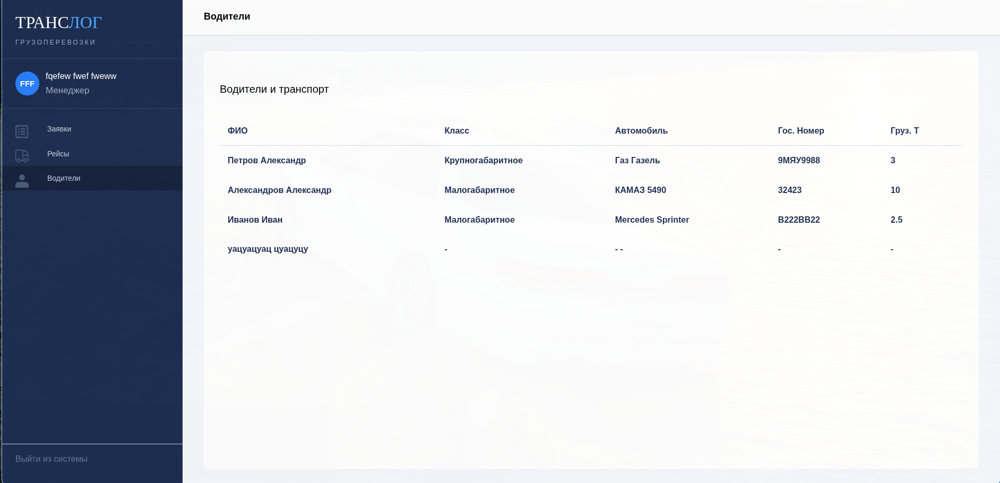 ТРАНСЛОГ
ГРУЗОПЕРЕВОЗКИ
FFF
fqefew fwef fweww
Менеджер
Заявки
Рейсы
Водители
Выйти из системы
Водители
Водители и транспорт
ФИО Класс Автомобиль Гос. Номер Груз. Т
Петров Александр Крупногабаритное Газ Газель 9МЯУ9988 3
Александров Александр Малогабаритное КАМАЗ 5490 32423 10
Иванов Иван Малогабаритное Mercedes Sprinter В222ВВ22 2.5
уацуацуац цуацуцу - - - - -